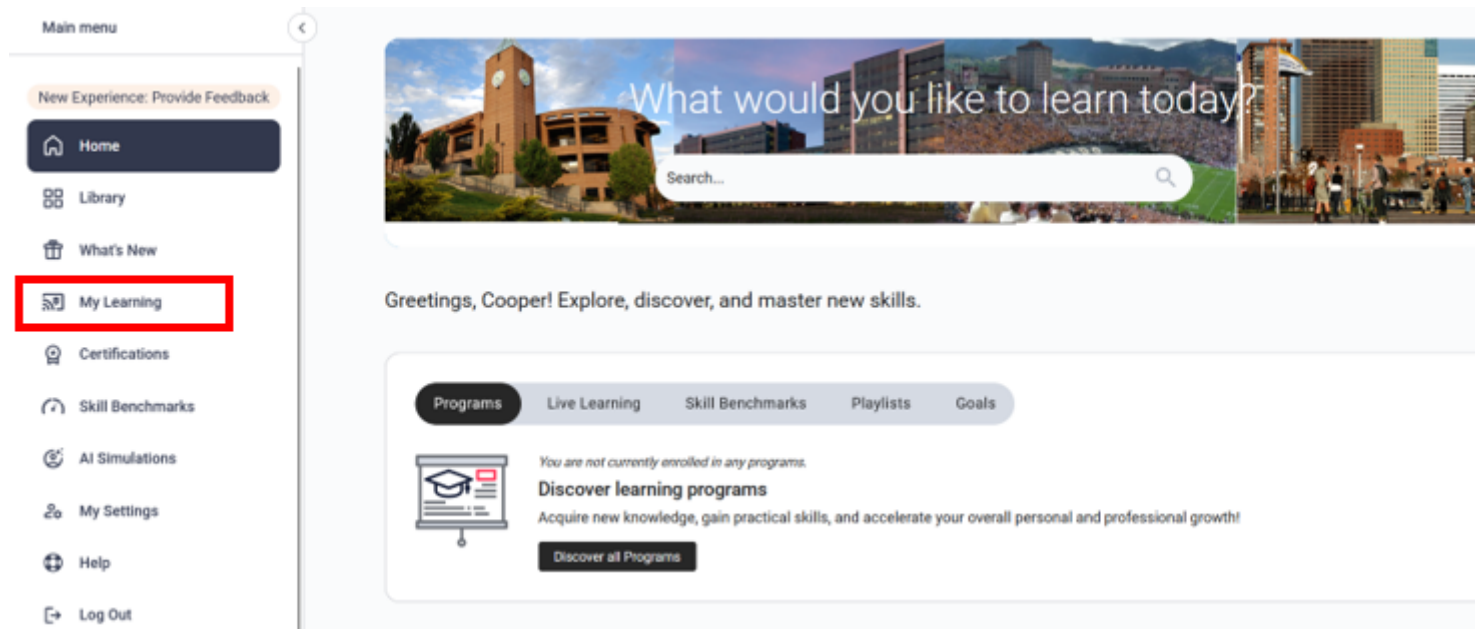 Main menu
New Experience: Provide Feedback
Home
Library
What's New
My Learning
Certifications
Skill Benchmarks
AI Simulations
My Settings
Help
Log Out
What would you like to learn today?
Search...
Greetings, Cooper! Explore, discover, and master new skills.
Programs Live Learning Skill Benchmarks Playlists Goals
You are not currently enrolled in any programs.
Discover learning programs
Acquire new knowledge, gain practical skills, and accelerate your overall personal and professional growth!
Discover all Programs